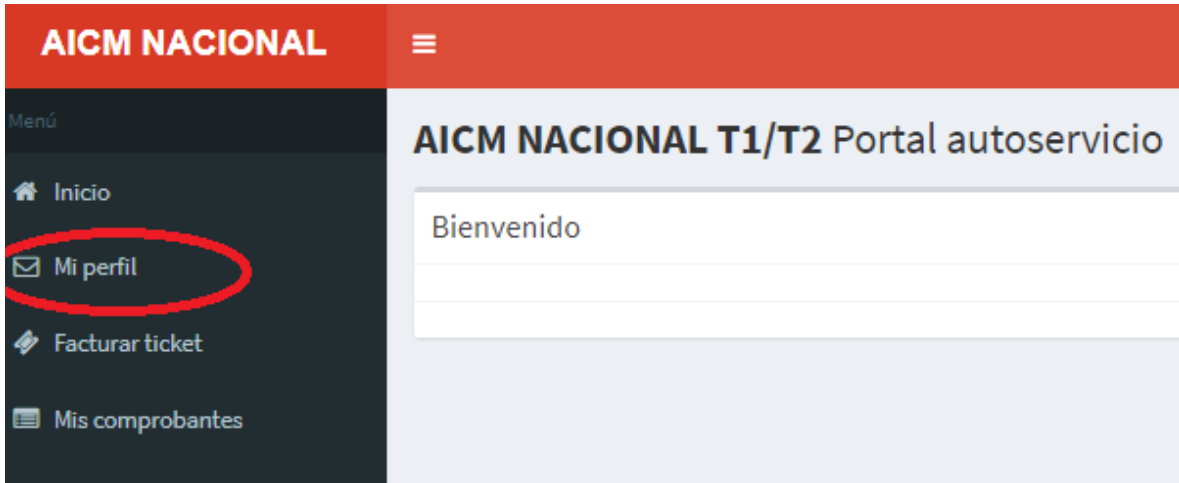 AICM NACIONAL
Menú
AICM NACIONAL T1/T2 Portal autoservicio
Inicio
Bienvenido
Mi perfil
Facturar ticket
Mis comprobantes